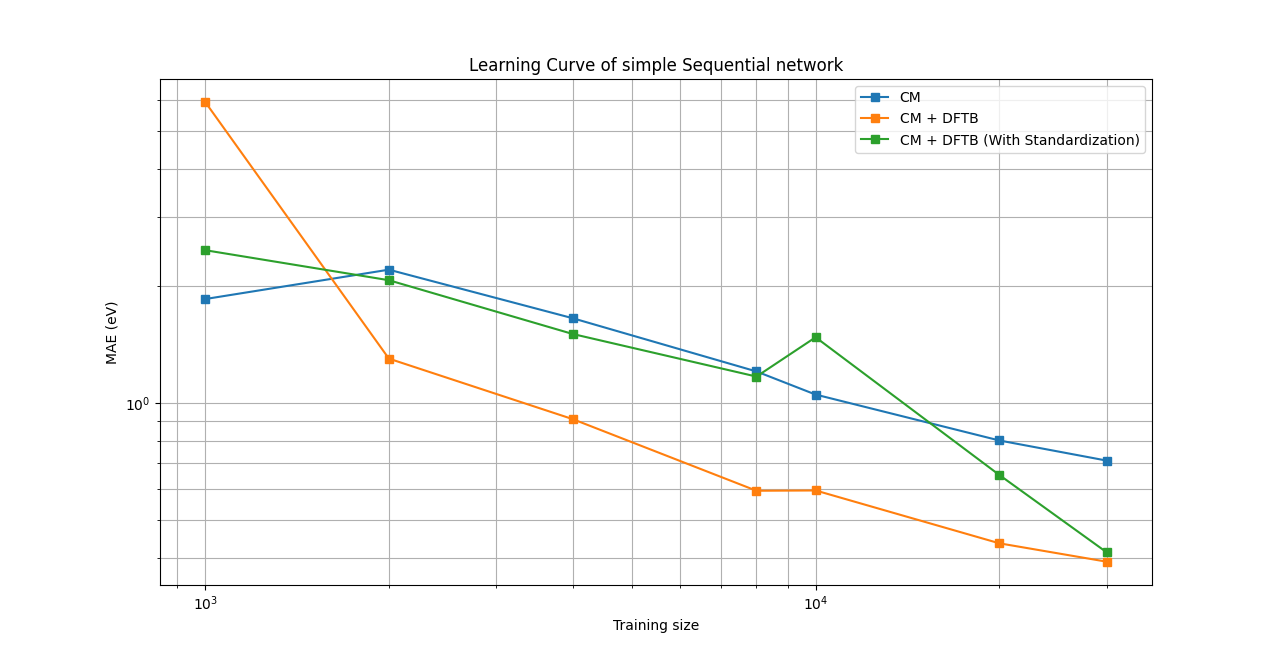 Learning Curve of simple Sequential network
CM
CM + DFTB
CM + DFTB (With Standardization)
MAE (eV)
10⁰
10³
10⁴
Training size